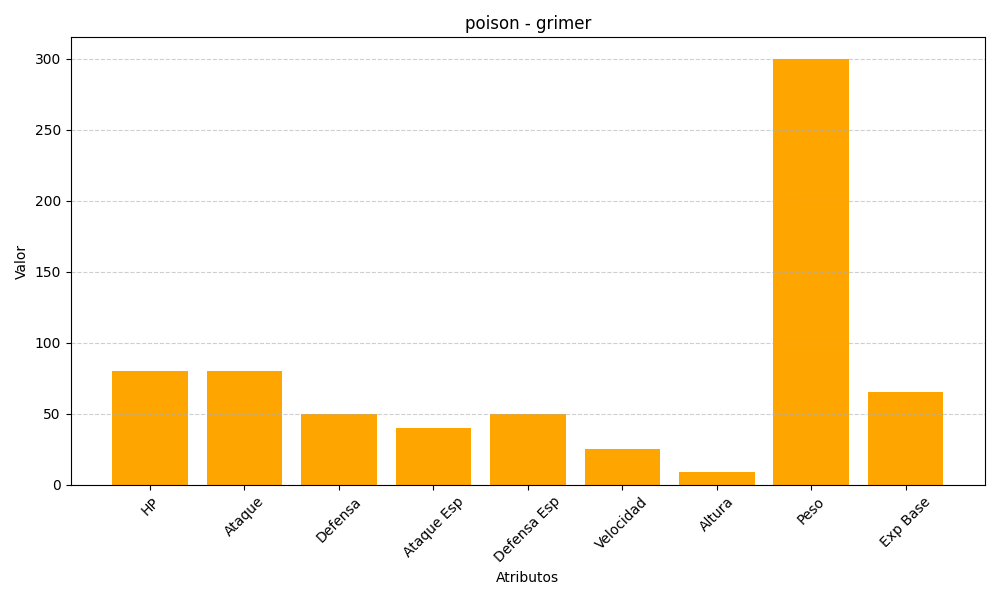 poison - grimer
300
250
200
150
100
50
0
Valor
HP
Ataque
Defensa
Ataque Esp
Defensa Esp
Velocidad
Altura
Peso
Exp Base
Atributos